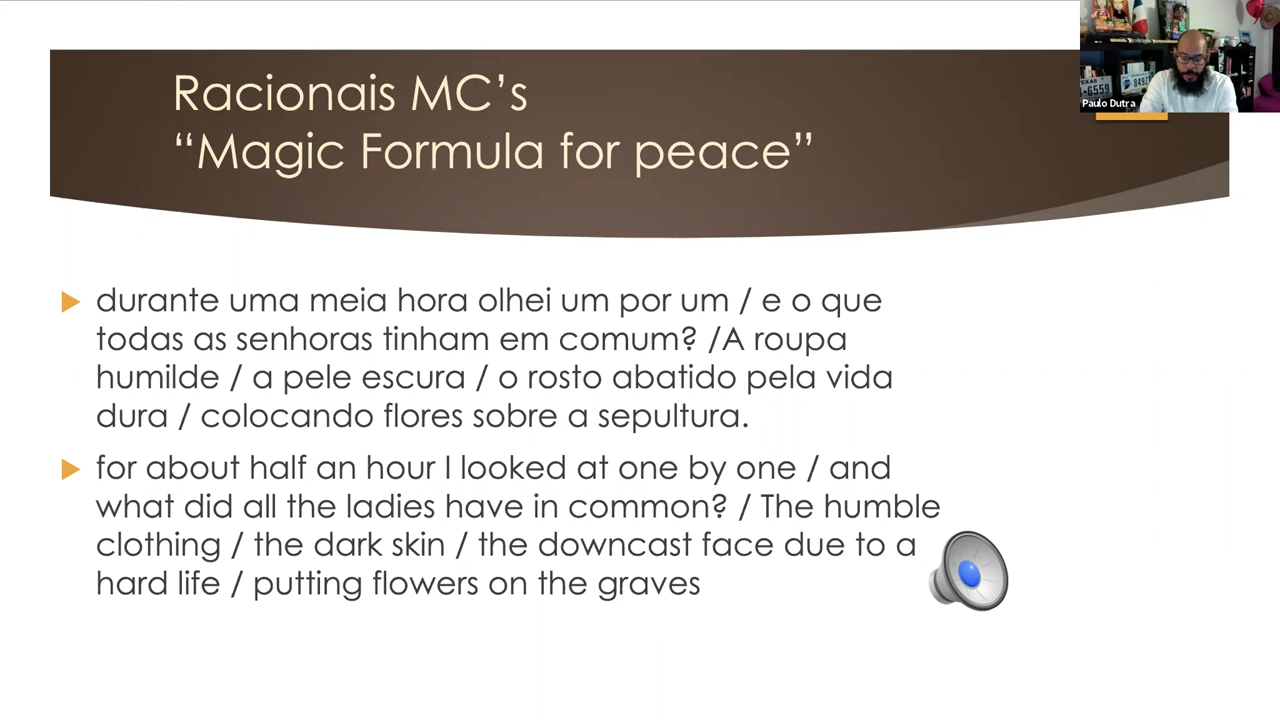 Racionais MC’s
“Magic Formula for peace”
TEXAS
6559
8492
Paulo Dutra
durante uma meia hora olhei um por um / e o que
todas as senhoras tinham em comum? /A roupa
humilde / a pele escura / o rosto abatido pela vida
dura / colocando flores sobre a sepultura.
for about half an hour I looked at one by one / and
what did all the ladies have in common? / The humble
clothing / the dark skin / the downcast face due to a
hard life / putting flowers on the graves